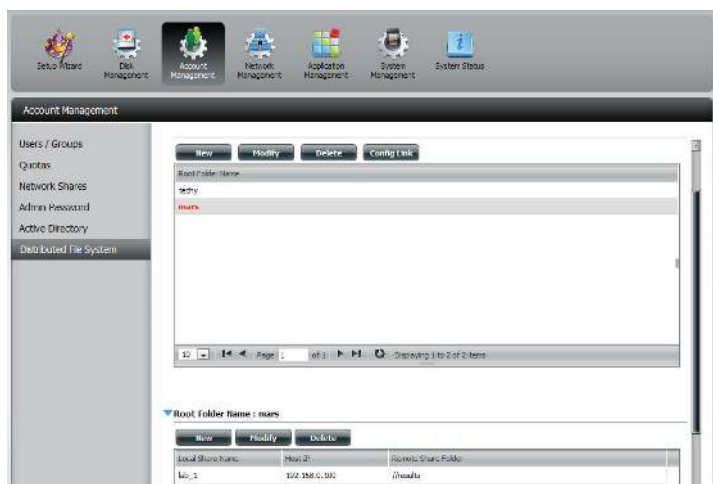 Setup Wizard
Disk Management
Account Management
Network Management
Application Management
System Management
System Status
Account Management
Users / Groups
Quotas
Network Shares
Admin Password
Active Directory
Distributed File System
New Modify Delete Config Link
Root Folder Name
techy
mars
10 Page 1 of 1 Displaying 1 to 2 of 2 items
Root Folder Name : mars
New Modify Delete
Local Share Name Host IP Remote Share Folder
lab_1 192.168.0.100 //results